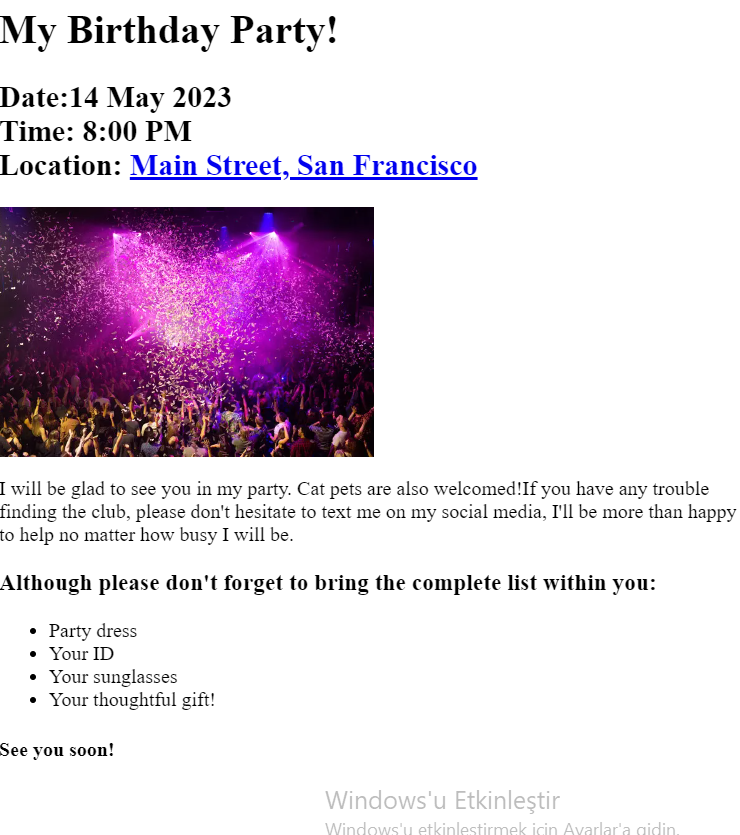 My Birthday Party!
Date:14 May 2023
Time: 8:00 PM
Location: Main Street, San Francisco
I will be glad to see you in my party. Cat pets are also welcomed!If you have any trouble
finding the club, please don't hesitate to text me on my social media, I'll be more than happy
to help no matter how busy I will be.
Although please don't forget to bring the complete list within you:
Party dress
Your ID
Your sunglasses
Your thoughtful gift!
See you soon!
Windows'u Etkinleştir
Windows'u etkinleştirmek için Ayarlar'a gidin.